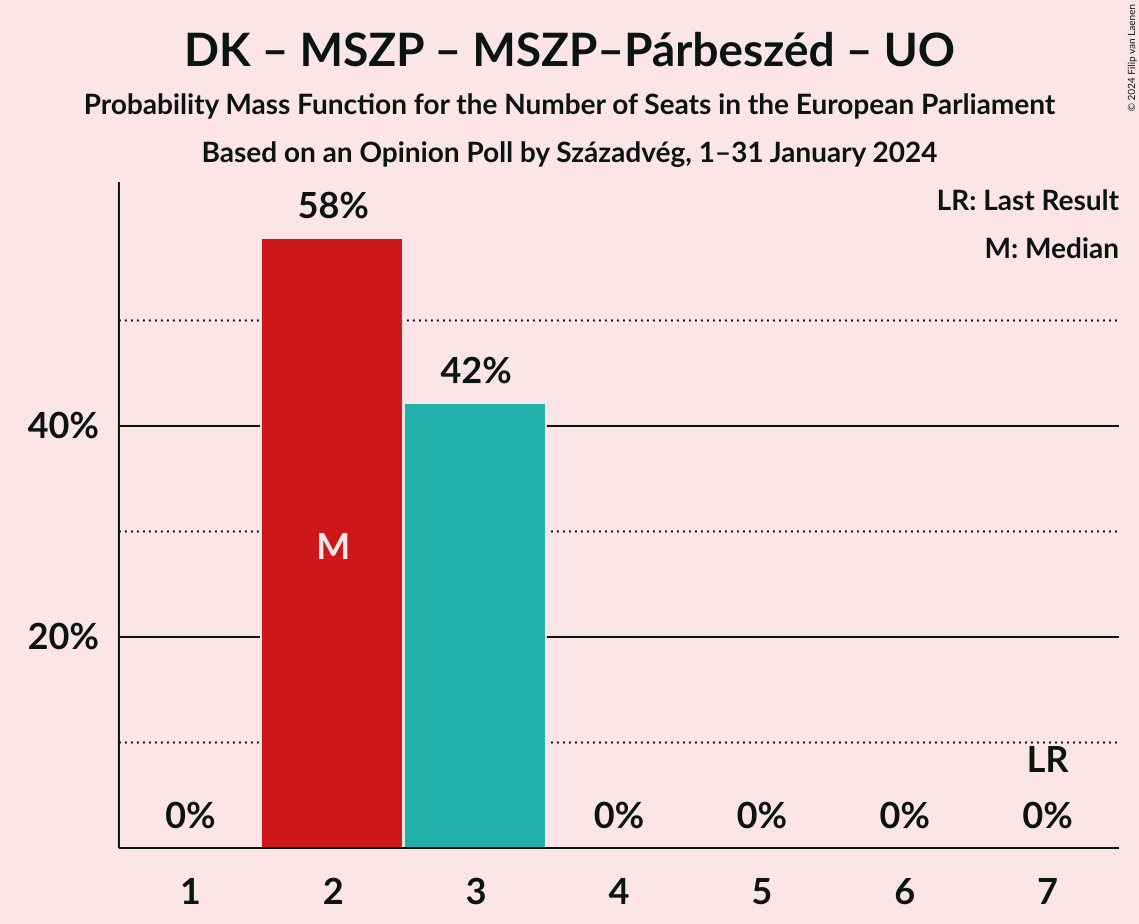 DK – MSZP – MSZP–Párbeszéd – UO
Probability Mass Function for the Number of Seats in the European Parliament
Based on an Opinion Poll by Századvég, 1–31 January 2024
© 2024 Filip van Laenen
LR: Last Result
M: Median
58%
42%
40%
M
20%
LR
0%
0%
0%
0%
0%
1
2
3
4
5
6
7